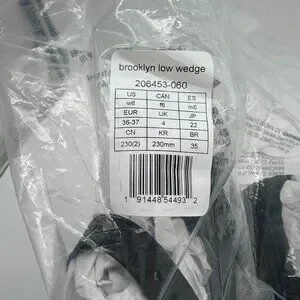 brooklyn low wedge
206453-060
US CAN ES
w6 f6 m6
EUR UK JP
36-37 4 22
CN KR BR
230(2) 230mm 35
1 91448 54493 2